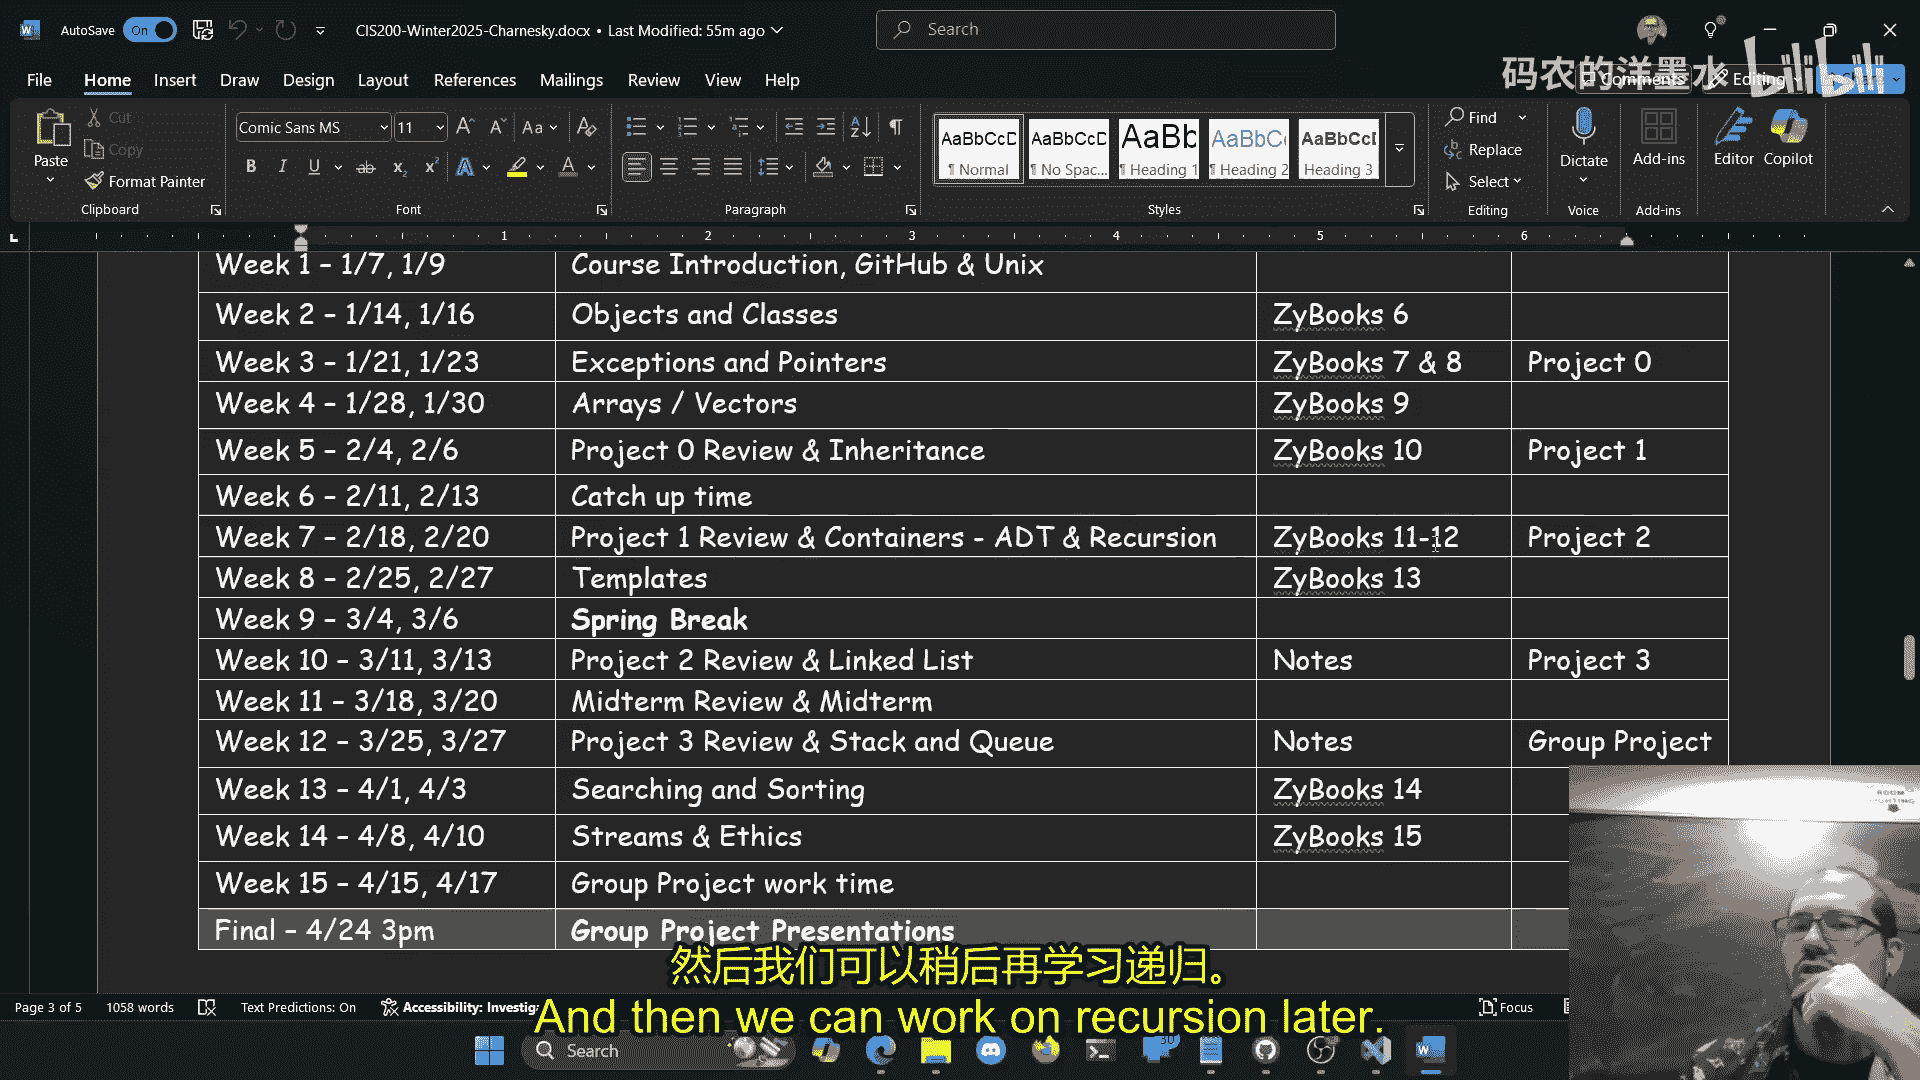 AutoSave On CIS200-Winter2025-Charnesky.docx • Last Modified: 55m ago Search
码农的洋墨水 bilibili
File Home Insert Draw Design Layout References Mailings Review View Help Comments Editing
Paste Cut Copy Format Painter Clipboard
Comic Sans MS 11 Font
Paragraph
AaBbCcD ¶ Normal
AaBbCcD ¶ No Spac...
AaBb ¶ Heading 1
AaBbC ¶ Heading 2
AaBbCcI Heading 3
Styles
Find Replace Select Editing
Dictate Voice
Add-ins Add-ins
Editor Copilot
1 2 3 4 5 6
Week 1 – 1/7, 1/9 Course Introduction, GitHub & Unix
Week 2 – 1/14, 1/16 Objects and Classes ZyBooks 6
Week 3 – 1/21, 1/23 Exceptions and Pointers ZyBooks 7 & 8 Project 0
Week 4 – 1/28, 1/30 Arrays / Vectors ZyBooks 9
Week 5 – 2/4, 2/6 Project 0 Review & Inheritance ZyBooks 10 Project 1
Week 6 – 2/11, 2/13 Catch up time
Week 7 – 2/18, 2/20 Project 1 Review & Containers - ADT & Recursion ZyBooks 11-12 Project 2
Week 8 – 2/25, 2/27 Templates ZyBooks 13
Week 9 – 3/4, 3/6 Spring Break
Week 10 – 3/11, 3/13 Project 2 Review & Linked List Notes Project 3
Week 11 – 3/18, 3/20 Midterm Review & Midterm
Week 12 – 3/25, 3/27 Project 3 Review & Stack and Queue Notes Group Project
Week 13 – 4/1, 4/3 Searching and Sorting ZyBooks 14
Week 14 – 4/8, 4/10 Streams & Ethics ZyBooks 15
Week 15 – 4/15, 4/17 Group Project work time
Final – 4/24 3pm Group Project Presentations
然后我们可以稍后再学习递归。
And then we can work on recursion later.
Page 3 of 5 1058 words Text Predictions: On Accessibility: Investig Focus
Search 30